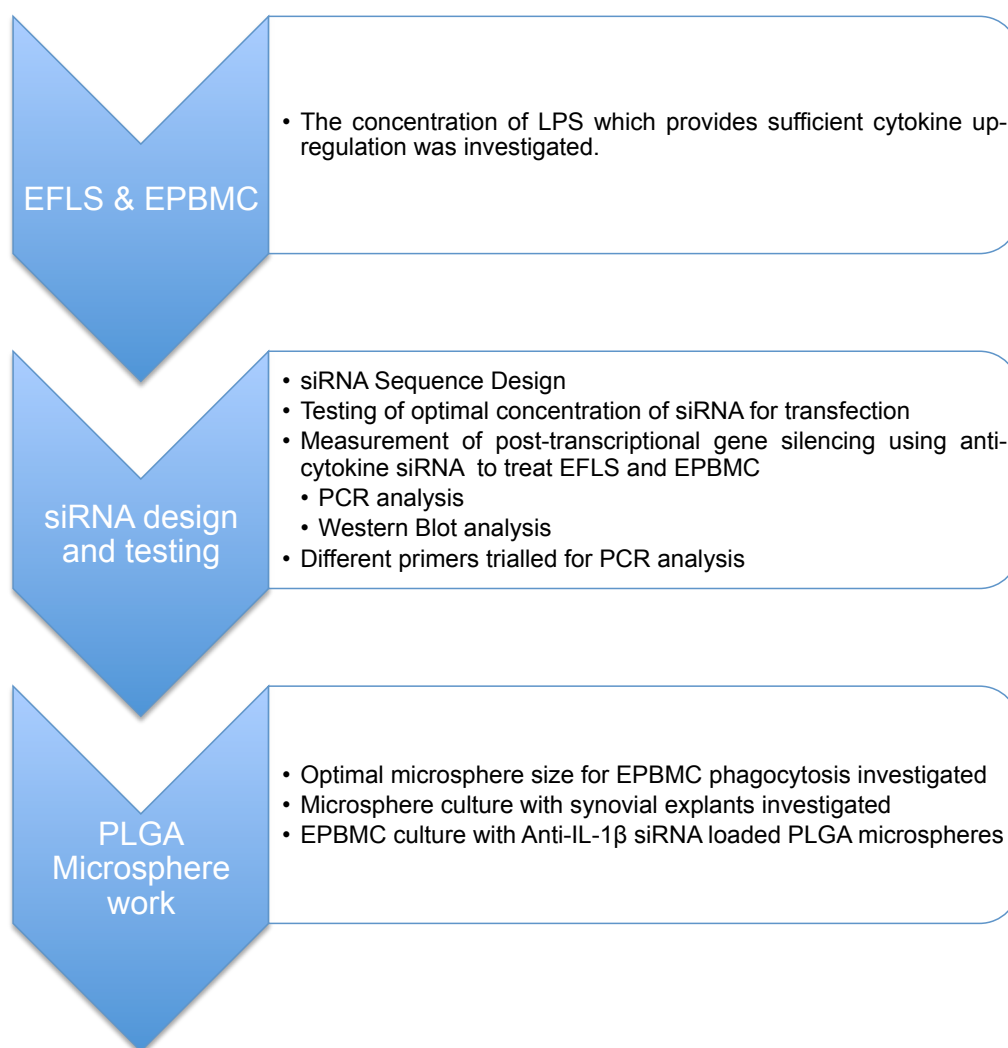 EFLS & EPBMC
• The concentration of LPS which provides sufficient cytokine up-
regulation was investigated.
siRNA design
and testing
• siRNA Sequence Design
• Testing of optimal concentration of siRNA for transfection
• Measurement of post-transcriptional gene silencing using anti-
cytokine siRNA to treat EFLS and EPBMC
• PCR analysis
• Western Blot analysis
• Different primers trialled for PCR analysis
PLGA
Microsphere
work
• Optimal microsphere size for EPBMC phagocytosis investigated
• Microsphere culture with synovial explants investigated
• EPBMC culture with Anti-IL-1β siRNA loaded PLGA microspheres